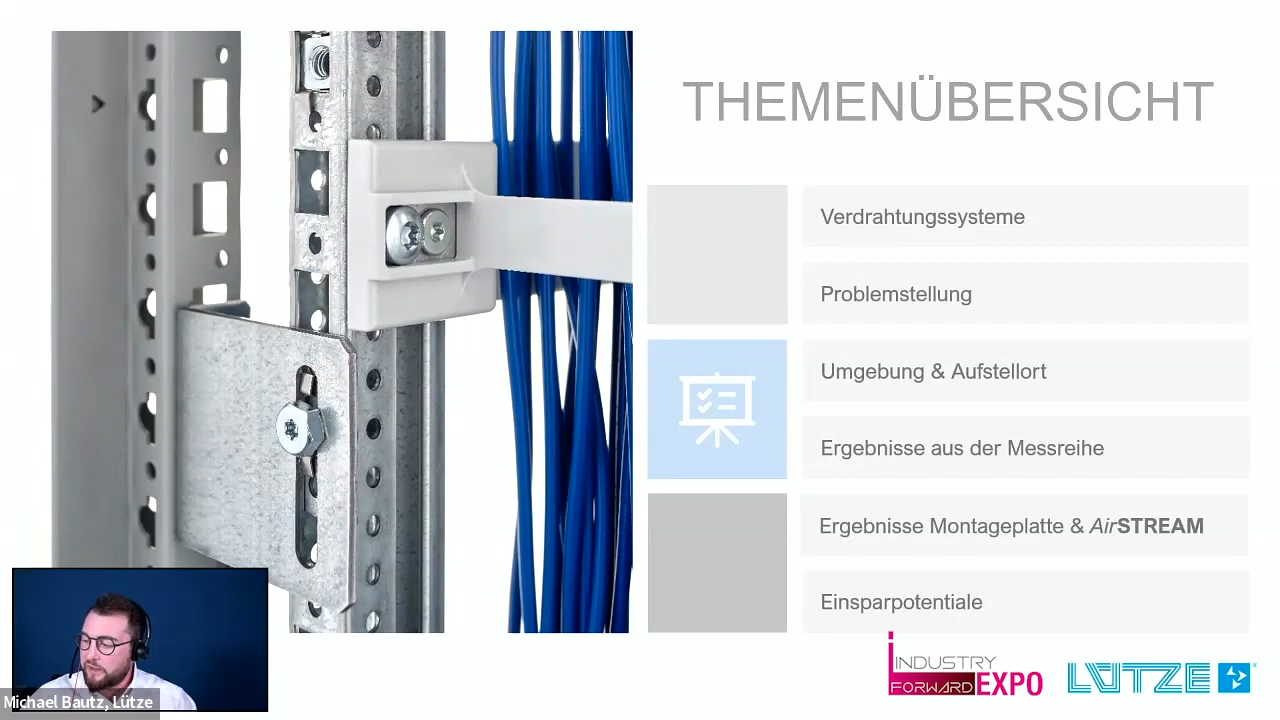 THEMENÜBERSICHT
Verdrahtungssysteme
Problemstellung
Umgebung & Aufstellort
Ergebnisse aus der Messreihe
Ergebnisse Montageplatte & AirSTREAM
Einsparpotentiale
INDUSTRY
FORWARD EXPO
LÜTZE
Michael Bautz, Lütze